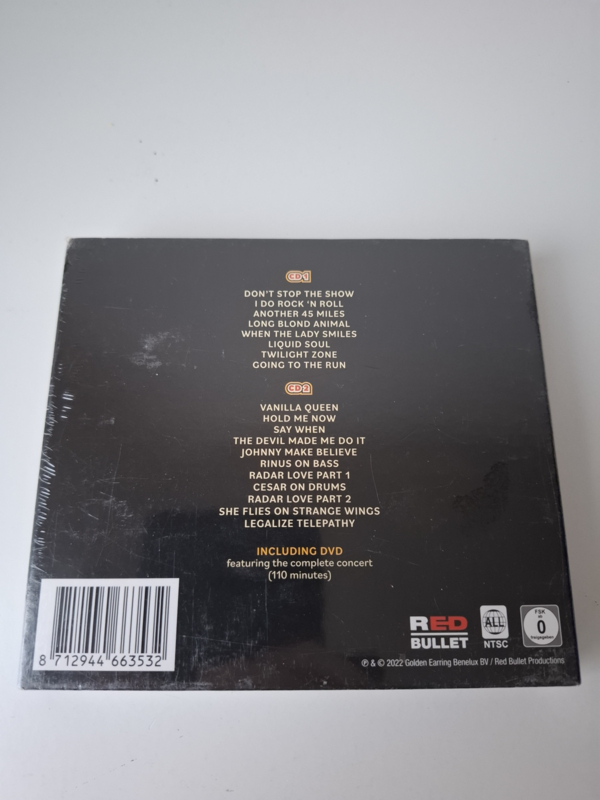 CD1
DON'T STOP THE SHOW
I DO ROCK 'N ROLL
ANOTHER 45 MILES
LONG BLOND ANIMAL
WHEN THE LADY SMILES
LIQUID SOUL
TWILIGHT ZONE
GOING TO THE RUN
CD2
VANILLA QUEEN
HOLD ME NOW
SAY WHEN
THE DEVIL MADE ME DO IT
JOHNNY MAKE BELIEVE
RINUS ON BASS
RADAR LOVE PART 1
CESAR ON DRUMS
RADAR LOVE PART 2
SHE FLIES ON STRANGE WINGS
LEGALIZE TELEPATHY
INCLUDING DVD
featuring the complete concert
(110 minutes)
8 712944 663532
RED
BULLET
ALL
NTSC
FSK
ab
0
freigegeben
℗ & © 2022 Golden Earring Benelux BV / Red Bullet Productions